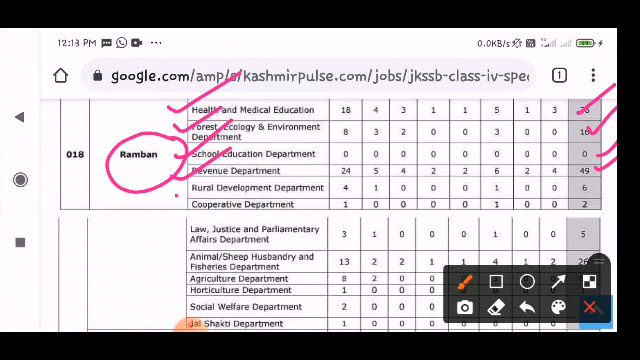 12:13 PM ... 0.0KB/s
google.com/amp/s/kashmirpulse.com/jobs/jkssb-class-iv-spe 1
Health and Medical Education 18 4 3 1 1 5 1 3
Forest, Ecology & Environment Department 8 3 2 0 0 3 0 0 16
018 Ramban School Education Department 0 0 0 0 0 0 0 0 0
Revenue Department 24 5 4 2 2 6 2 4 49
Rural Development Department 4 1 0 0 0 1 0 0 6
Cooperative Department 1 0 0 0 0 1 0 0 2
Law, Justice and Parliamentary Affairs Department 3 1 0 0 0 1 0 0 5
Animal/Sheep Husbandry and Fisheries Department 13 2 2 1 1 4 1 2 26
Agriculture Department 8 2 0 0
Horticulture Department 1 0 0 0
Social Welfare Department 2 0 0 0
Jal Shakti Department 1 0 0 0